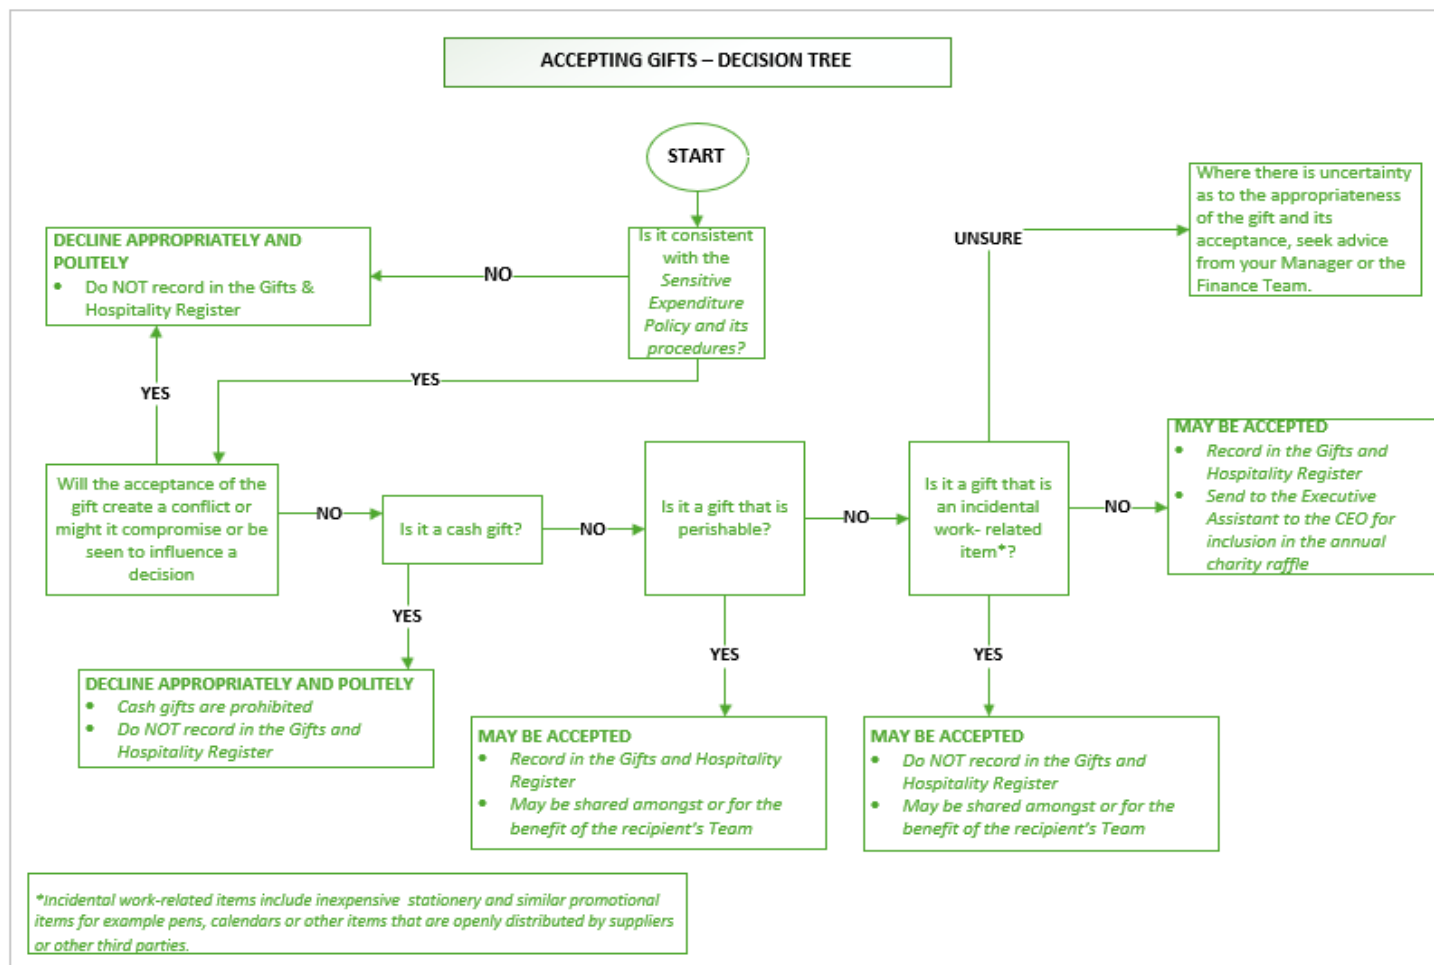 ACCEPTING GIFTS – DECISION TREE
START
Is it consistent
with the Sensitive
Expenditure
Policy and its
procedures?
NO
DECLINE APPROPRIATELY AND
POLITELY
• Do NOT record in the Gifts &
Hospitality Register
YES
YES
UNSURE
Where there is uncertainty
as to the appropriateness
of the gift and its
acceptance, seek advice
from your Manager or the
Finance Team.
Will the acceptance of the
gift create a conflict or
might it compromise or be
seen to influence a
decision
NO
Is it a cash gift?
NO
Is it a gift that is
perishable?
NO
Is it a gift that is
an incidental
work- related
item*?
NO
MAY BE ACCEPTED
• Record in the Gifts and
Hospitality Register
• Send to the Executive
Assistant to the CEO for
inclusion in the annual
charity raffle
YES
YES
YES
DECLINE APPROPRIATELY AND POLITELY
• Cash gifts are prohibited
• Do NOT record in the Gifts and
Hospitality Register
MAY BE ACCEPTED
• Record in the Gifts and Hospitality
Register
• May be shared amongst or for the
benefit of the recipient's Team
MAY BE ACCEPTED
• Do NOT record in the Gifts and
Hospitality Register
• May be shared amongst or for the
benefit of the recipient's Team
*Incidental work-related items include inexpensive stationery and similar promotional
items for example pens, calendars or other items that are openly distributed by suppliers
or other third parties.